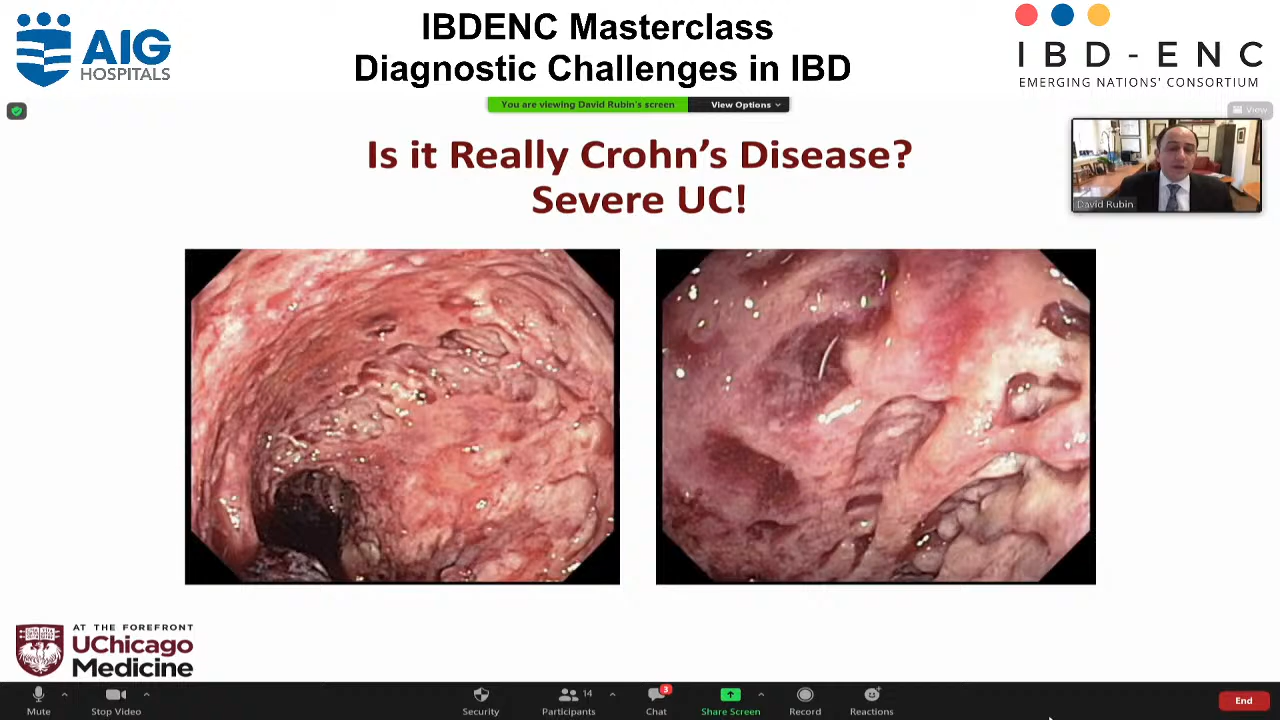 IBDENC Masterclass
Diagnostic Challenges in IBD
AIG
HOSPITALS
IBD-ENC
EMERGING NATIONS' CONSORTIUM
You are viewing David Rubin's screen
View Options
View
Is it Really Crohn's Disease?
Severe UC!
David Rubin
AT THE FOREFRONT
UChicago
Medicine
Mute
Stop Video
Security
14
Participants
3
Chat
Share Screen
Record
Reactions
End